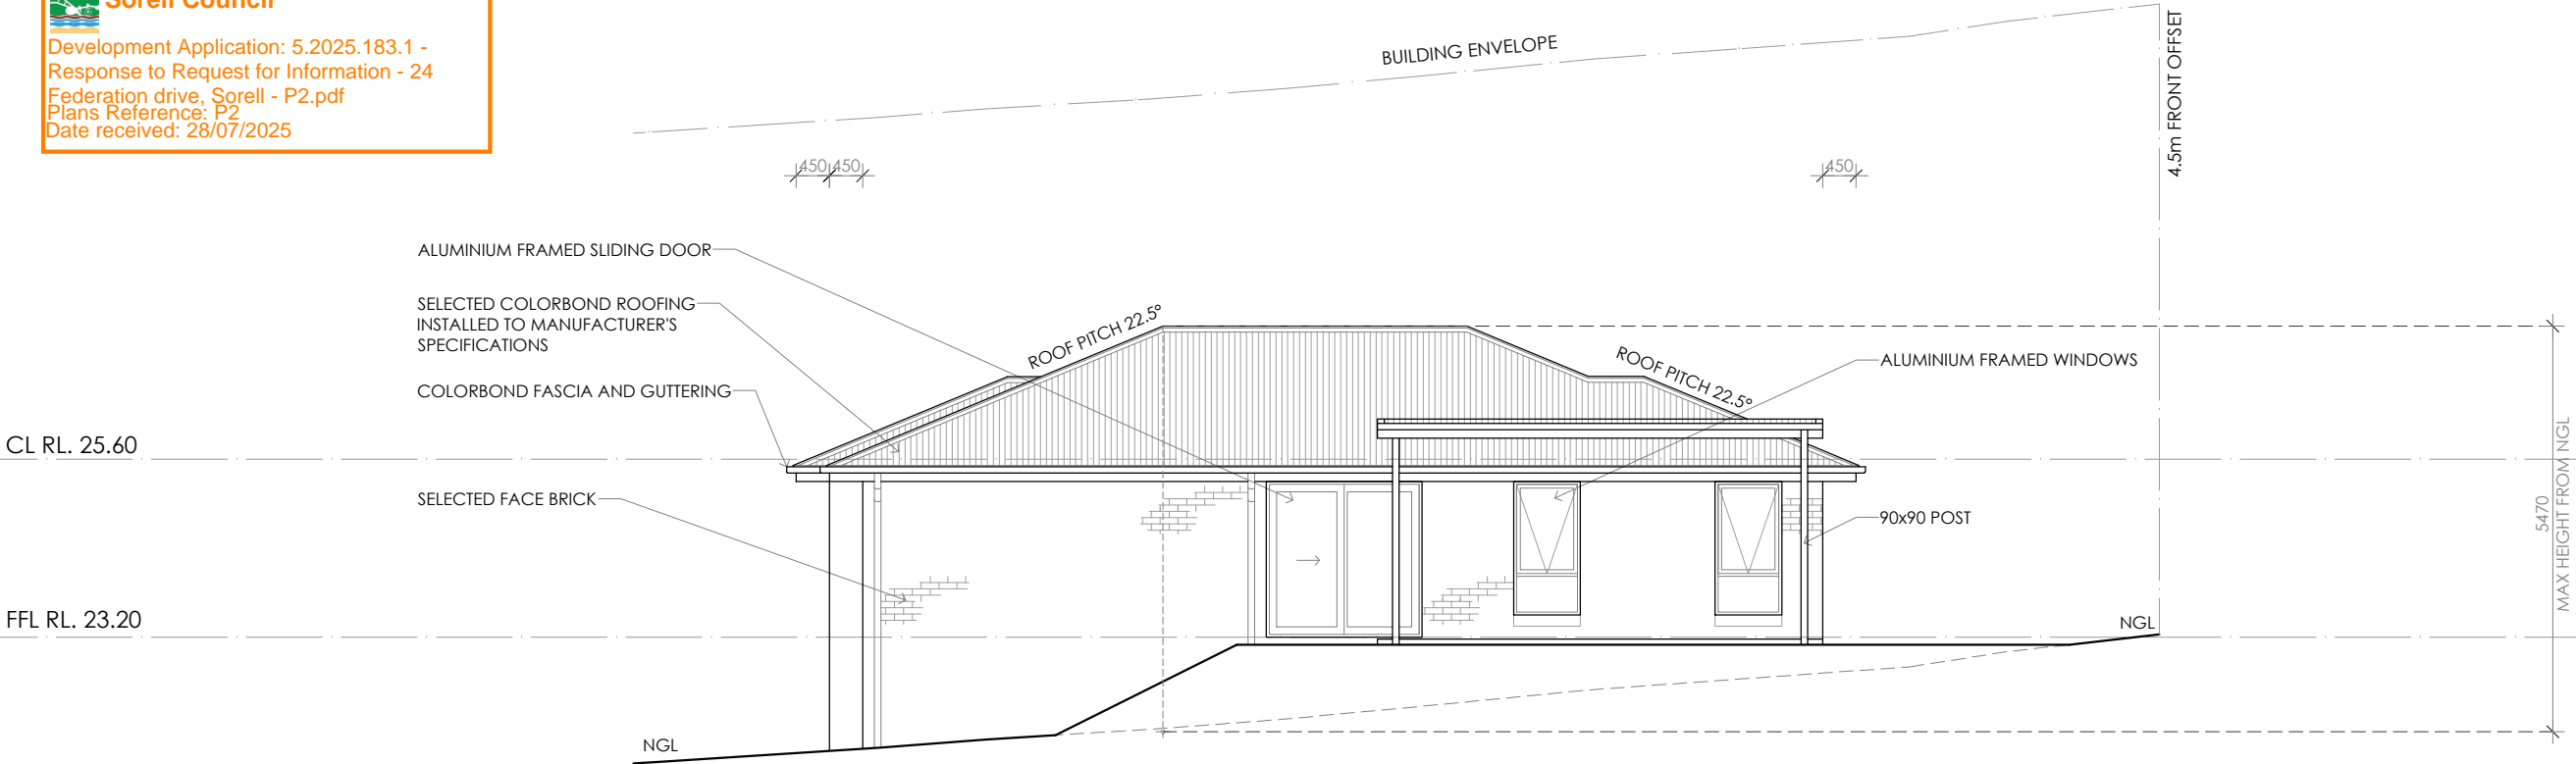 Sorell Council
Development Application: 5.2025.183.1 -
Response to Request for Information - 24
Federation drive, Sorell - P2.pdf
Plans Reference: P2
Date received: 28/07/2025
BUILDING ENVELOPE
4.5m FRONT OFFSET
450
450
450
ALUMINIUM FRAMED SLIDING DOOR
SELECTED COLORBOND ROOFING
INSTALLED TO MANUFACTURER'S
SPECIFICATIONS
COLORBOND FASCIA AND GUTTERING
SELECTED FACE BRICK
ROOF PITCH 22.5°
ROOF PITCH 22.5°
ALUMINIUM FRAMED WINDOWS
90x90 POST
CL RL. 25.60
FFL RL. 23.20
NGL
NGL
5470
MAX HEIGHT FROM NGL